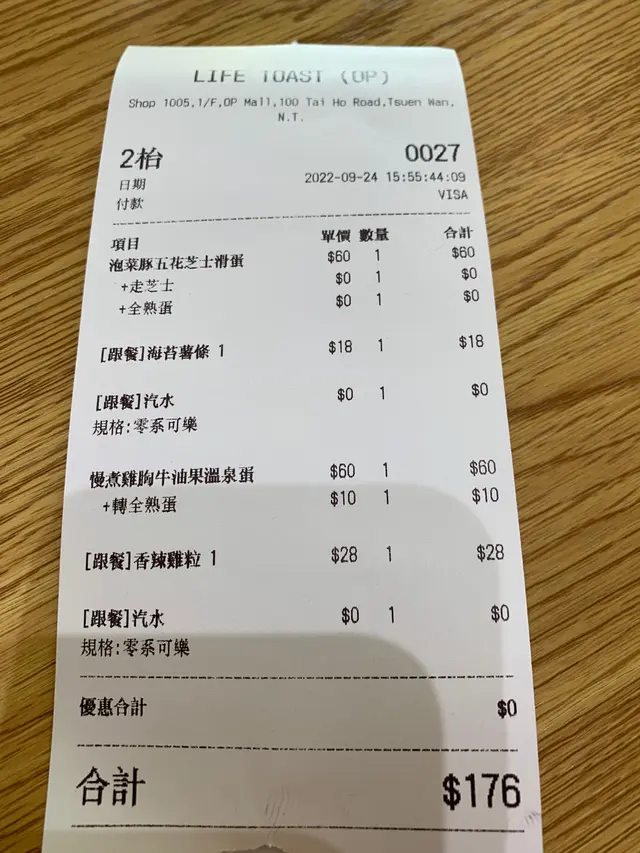 LIFE TOAST (OP)
Shop 1005,1/F,OP Mall,100 Tai Ho Road,Tsuen Wan,
N.T.
2枱 0027
日期 2022-09-24 15:55:44:09
付款 VISA
項目 單價 數量 合計
泡菜豚五花芝士滑蛋 $60 1 $60
+走芝士 $0 1 $0
+全熟蛋 $0 1 $0
[跟餐]海苔薯條 1 $18 1 $18
[跟餐]汽水 $0 1 $0
規格:零系可樂
慢煮雞胸牛油果溫泉蛋 $60 1 $60
+轉全熟蛋 $10 1 $10
[跟餐]香辣雞粒 1 $28 1 $28
[跟餐]汽水 $0 1 $0
規格:零系可樂
優惠合計 $0
合計 $176